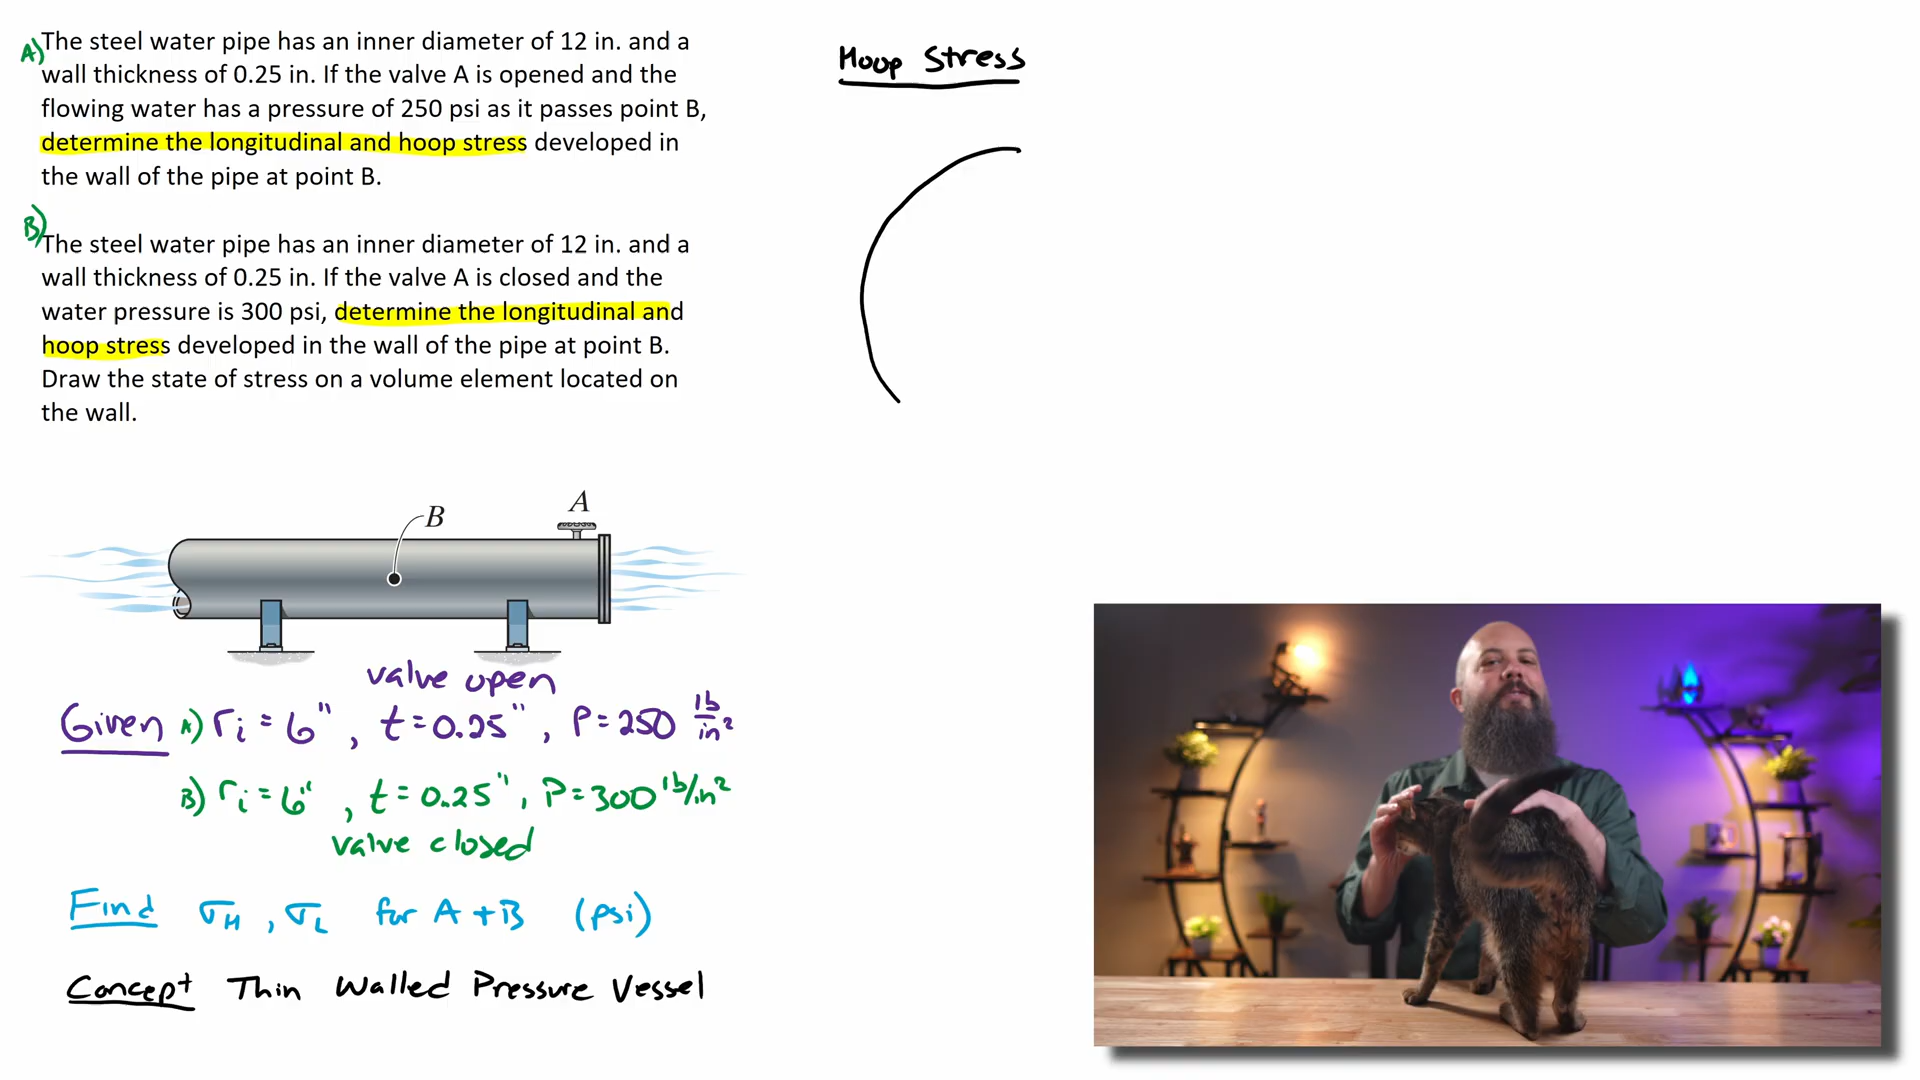 A)
The steel water pipe has an inner diameter of 12 in. and a
wall thickness of 0.25 in. If the valve A is opened and the
flowing water has a pressure of 250 psi as it passes point B,
determine the longitudinal and hoop stress developed in
the wall of the pipe at point B.
B)
The steel water pipe has an inner diameter of 12 in. and a
wall thickness of 0.25 in. If the valve A is closed and the
water pressure is 300 psi, determine the longitudinal and
hoop stress developed in the wall of the pipe at point B.
Draw the state of stress on a volume element located on
the wall.
B
A
valve open
Given A) ri = 6", t = 0.25", P = 250 lb/in²
B) ri = 6", t = 0.25", P = 300 lb/in²
valve closed
Find σH, σL for A + B (psi)
Concept Thin Walled Pressure Vessel
Hoop Stress